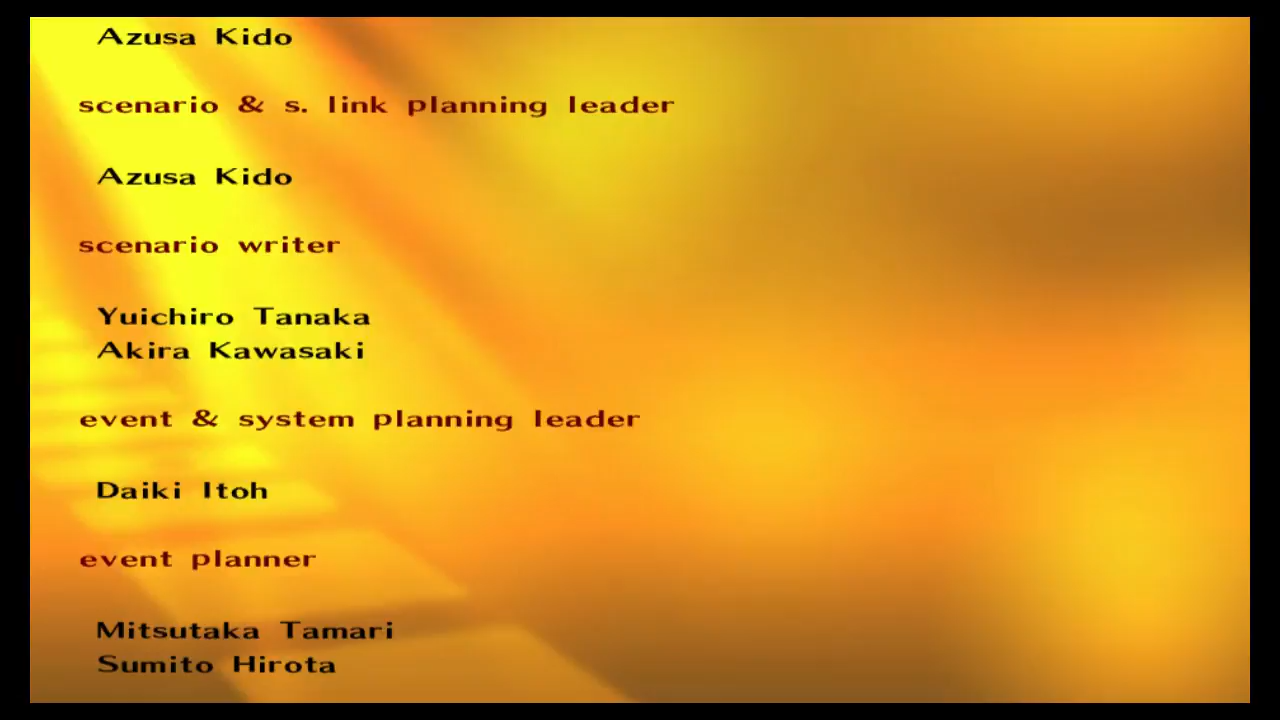 Azusa Kido
scenario & s. link planning leader
Azusa Kido
scenario writer
Yuichiro Tanaka
Akira Kawasaki
event & system planning leader
Daiki Itoh
event planner
Mitsutaka Tamari
Sumito Hirota